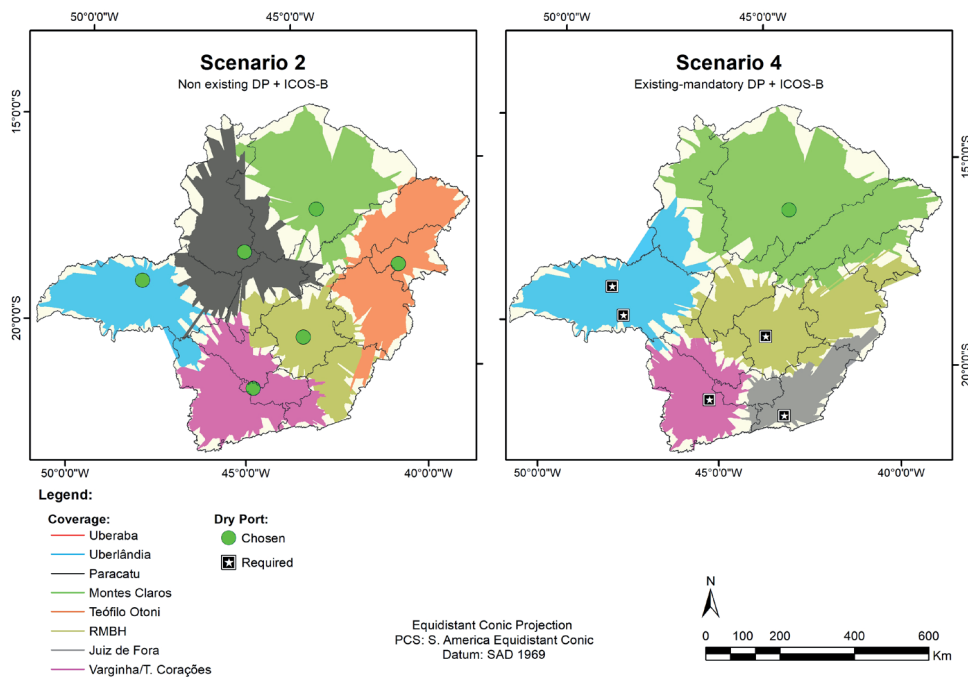 50°0'0"W 45°0'0"W 50°0'0"W 45°0'0"W
Scenario 2
Non existing DP + ICOS-B
Scenario 4
Existing-mandatory DP + ICOS-B
15°0'0"S
20°0'0"S
15°0'0"S
20°0'0"S
50°0'0"W 45°0'0"W 40°0'0"W 50°0'0"W 45°0'0"W 40°0'0"W
Legend:
Coverage:
Uberaba
Uberlândia
Paracatu
Montes Claros
Teófilo Otoni
RMBH
Juiz de Fora
Varginha/T. Corações
Dry Port:
Chosen
Required
Equidistant Conic Projection
PCS: S. America Equidistant Conic
Datum: SAD 1969
N
0 100 200 400 600
Km